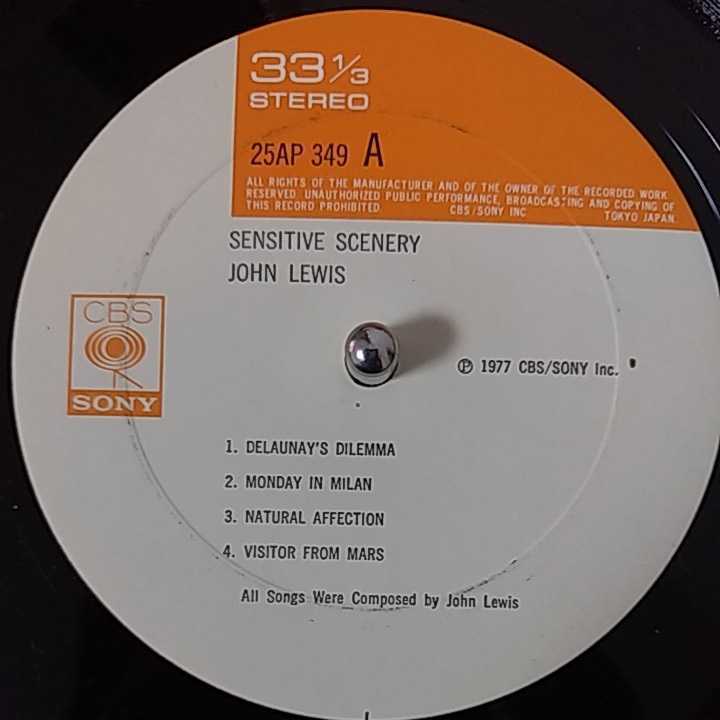 33 1/3
STEREO
25AP 349 A
ALL RIGHTS OF THE MANUFACTURER AND OF THE OWNER OF THE RECORDED WORK
RESERVED. UNAUTHORIZED PUBLIC PERFORMANCE, BROADCASTING AND COPYING OF
THIS RECORD PROHIBITED. CBS/SONY INC. TOKYO JAPAN
SENSITIVE SCENERY
JOHN LEWIS
CBS
SONY
℗ 1977 CBS/SONY Inc.
1. DELAUNAY'S DILEMMA
2. MONDAY IN MILAN
3. NATURAL AFFECTION
4. VISITOR FROM MARS
All Songs Were Composed by John Lewis